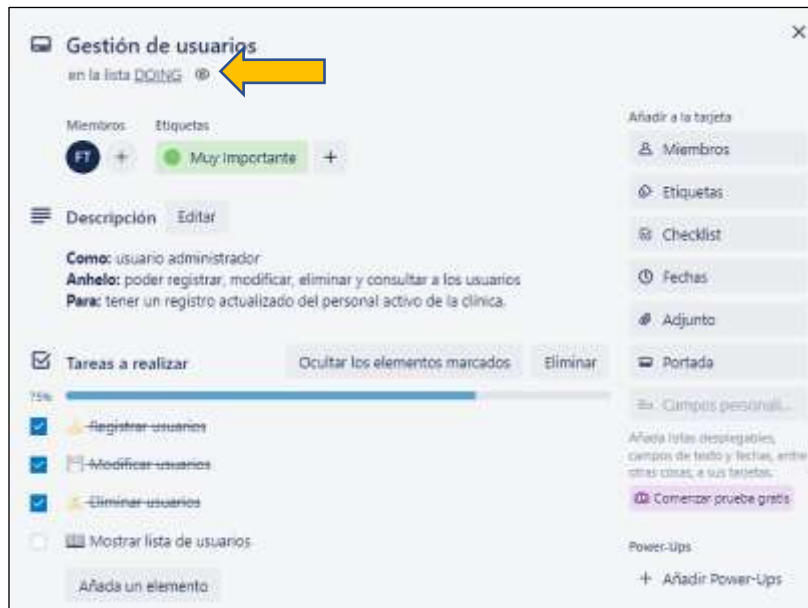 Gestión de usuarios
en la lista DOING
Miembros Etiquetas
FT + Muy Importante +
Descripción Editar
Como: usuario administrador
Anhelo: poder registrar, modificar, eliminar y consultar a los usuarios
Para: tener un registro actualizado del personal activo de la clínica.
Tareas a realizar Ocultar los elementos marcados Eliminar
75%
Registrar usuarios
Modificar usuarios
Eliminar usuarios
Mostrar lista de usuarios
Añada un elemento
Añadir a la tarjeta
Miembros
Etiquetas
Checklist
Fechas
Adjunto
Portada
Campos personali...
Añada listas desplegables,
campos de texto y fechas, entre
otras cosas, a sus tarjetas.
Comenzar prueba gratis
Power-Ups
+ Añadir Power-Ups